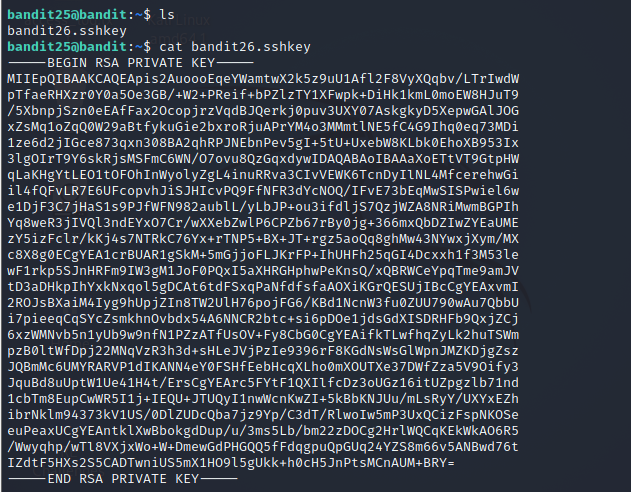 bandit25@bandit:~$ ls
bandit26.sshkey
bandit25@bandit:~$ cat bandit26.sshkey
-----BEGIN RSA PRIVATE KEY-----
MIIEpQIBAAKCAQEApis2AuoooEqeYWamtwX2k5z9uU1Afl2F8VyXQqbv/LTrIwdW
pTfaeRHXzr0Y0a5Oe3GB/+W2+PReif+bPZlzTY1XFwpk+DiHk1kmL0moEW8HJuT9
/5XbnpjSzn0eEAfFax2OcopjrzVqdBJQerkj0puv3UXY07AskgkyD5XepwGAlJOG
xZsMq1oZqQ0W29aBtfykuGie2bxroRjuAPrYM4o3MMmtlNE5fC4G9Ihq0eq73MDi
1ze6d2jIGce873qxn308BA2qhRPJNEbnPev5gI+5tU+UxebW8KLbk0EhoXB953Ix
3lgOIrT9Y6skRjsMSFmC6WN/O7ovu8QzGqxdywIDAQABAoIBAAaXoETtVT9GtpHW
qLaKHgYtLEO1tOFOhInWyolyZgL4inuRRva3CIvVEWK6TcnDyIlNL4MfcerehwGi
il4fQFvLR7E6UFcopvhJiSJHIcvPQ9FfNFR3dYcNOQ/IFvE73bEqMwSISPwiel6w
e1DjF3C7jHaS1s9PJfWFN982aublL/yLbJP+ou3ifdljS7QzjWZA8NRiMwmBGPIh
Yq8weR3jIVQl3ndEYxO7Cr/wXXebZwlP6CPZb67rBy0jg+366mxQbDZIwZYEaUME
zY5izFclr/kKj4s7NTRkC76Yx+rTNP5+BX+JT+rgz5aoQq8ghMw43NYwxjXym/MX
c8X8g0ECgYEA1crBUAR1gSkM+5mGjjoFLJKrFP+IhUHFh25qGI4Dcxxh1f3M53le
wF1rkp5SJnHRFm9IW3gM1JoF0PQxI5aXHRGHphwPeKnsQ/xQBRWCeYpqTme9amJV
tD3aDHkpIhYxkNxqol5gDCAt6tdFSxqPaNfdfsfaAOXiKGrQESUjIBcCgYEAxvmI
2ROJsBXaiM4Iyg9hUpjZIn8TW2UlH76pojFG6/KBd1NcnW3fu0ZUU790wAu7QbbU
i7pieeqCqSYcZsmkhnOvbdx54A6NNCR2btc+si6pDOe1jdsGdXISDRHFb9QxjZCj
6xzWMNvb5n1yUb9w9nfN1PZzATfUsOV+Fy8CbG0CgYEAifkTLwfhqZyLk2huTSWm
pzB0ltWfDpj22MNqVzR3h3d+sHLeJVjPzIe9396rF8KGdNsWsGlWpnJMZKDjgZsz
JQBmMc6UMYRARVP1dIKANN4eY0FSHfEebHcqXLho0mXOUTXe37DWfZza5V9Oify3
JquBd8uUptW1Ue41H4t/ErsCgYEArc5FYtF1QXIlfcDz3oUGz16itUZpgzlb71nd
1cbTm8EupCwWR5I1j+IEQU+JTUQyI1nwWcnKwZI+5kBbKNJUu/mLsRyY/UXYxEZh
ibrNklm94373kV1US/0DlZUDcQba7jz9Yp/C3dT/RlwoIw5mP3UxQCizFspNKOSe
euPeaxUCgYEAntklXwBbokgdDup/u/3ms5Lb/bm22zDOCg2HrlWQCqKEkWkAO6R5
/Wwyqhp/wTl8VXjxWo+W+DmewGdPHGQQ5fFdqgpuQpGUq24YZS8m66v5ANBwd76t
IZdtF5HXs2S5CADTwniUS5mX1HO9l5gUkk+h0cH5JnPtsMCnAUM+BRY=
-----END RSA PRIVATE KEY-----